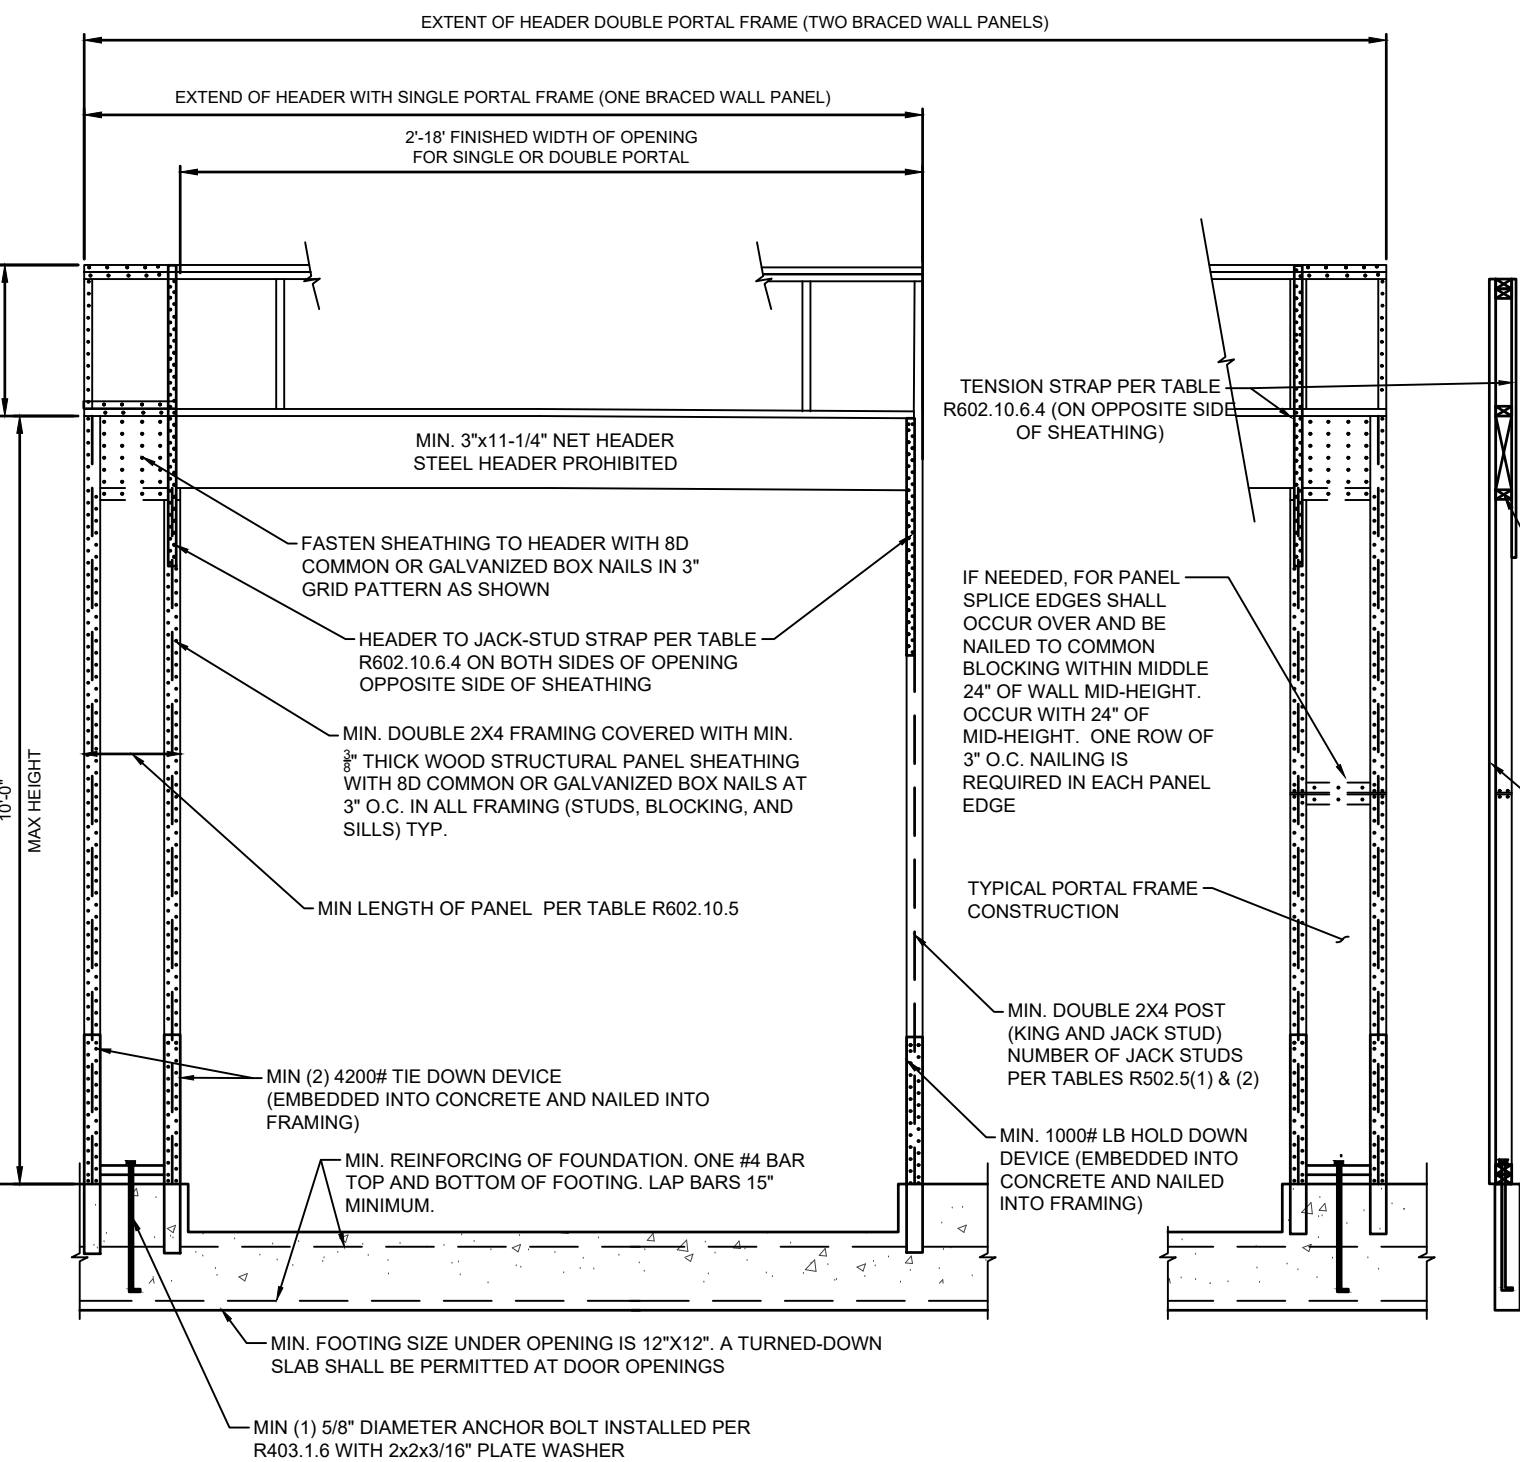 EXTENT OF HEADER DOUBLE PORTAL FRAME (TWO BRACED WALL PANELS)
EXTEND OF HEADER WITH SINGLE PORTAL FRAME (ONE BRACED WALL PANEL)
2'-18' FINISHED WIDTH OF OPENING
FOR SINGLE OR DOUBLE PORTAL
TENSION STRAP PER TABLE
R602.10.6.4 (ON OPPOSITE SIDE
OF SHEATHING)
MIN. 3"x11-1/4" NET HEADER
STEEL HEADER PROHIBITED
FASTEN SHEATHING TO HEADER WITH 8D
COMMON OR GALVANIZED BOX NAILS IN 3"
GRID PATTERN AS SHOWN
HEADER TO JACK-STUD STRAP PER TABLE
R602.10.6.4 ON BOTH SIDES OF OPENING
OPPOSITE SIDE OF SHEATHING
IF NEEDED, FOR PANEL
SPLICE EDGES SHALL
OCCUR OVER AND BE
NAILED TO COMMON
BLOCKING WITHIN MIDDLE
24" OF WALL MID-HEIGHT.
OCCUR WITH 24" OF
MID-HEIGHT. ONE ROW OF
3" O.C. NAILING IS
REQUIRED IN EACH PANEL
EDGE
MIN. DOUBLE 2X4 FRAMING COVERED WITH MIN.
3/8" THICK WOOD STRUCTURAL PANEL SHEATHING
WITH 8D COMMON OR GALVANIZED BOX NAILS AT
3" O.C. IN ALL FRAMING (STUDS, BLOCKING, AND
SILLS) TYP.
10'-0"
MAX HEIGHT
MIN LENGTH OF PANEL PER TABLE R602.10.5
TYPICAL PORTAL FRAME
CONSTRUCTION
MIN. DOUBLE 2X4 POST
(KING AND JACK STUD)
NUMBER OF JACK STUDS
PER TABLES R502.5(1) & (2)
MIN (2) 4200# TIE DOWN DEVICE
(EMBEDDED INTO CONCRETE AND NAILED INTO
FRAMING)
MIN. 1000# LB HOLD DOWN
DEVICE (EMBEDDED INTO
CONCRETE AND NAILED
INTO FRAMING)
MIN. REINFORCING OF FOUNDATION. ONE #4 BAR
TOP AND BOTTOM OF FOOTING. LAP BARS 15"
MINIMUM.
MIN. FOOTING SIZE UNDER OPENING IS 12"X12". A TURNED-DOWN
SLAB SHALL BE PERMITTED AT DOOR OPENINGS
MIN (1) 5/8" DIAMETER ANCHOR BOLT INSTALLED PER
R403.1.6 WITH 2x2x3/16" PLATE WASHER